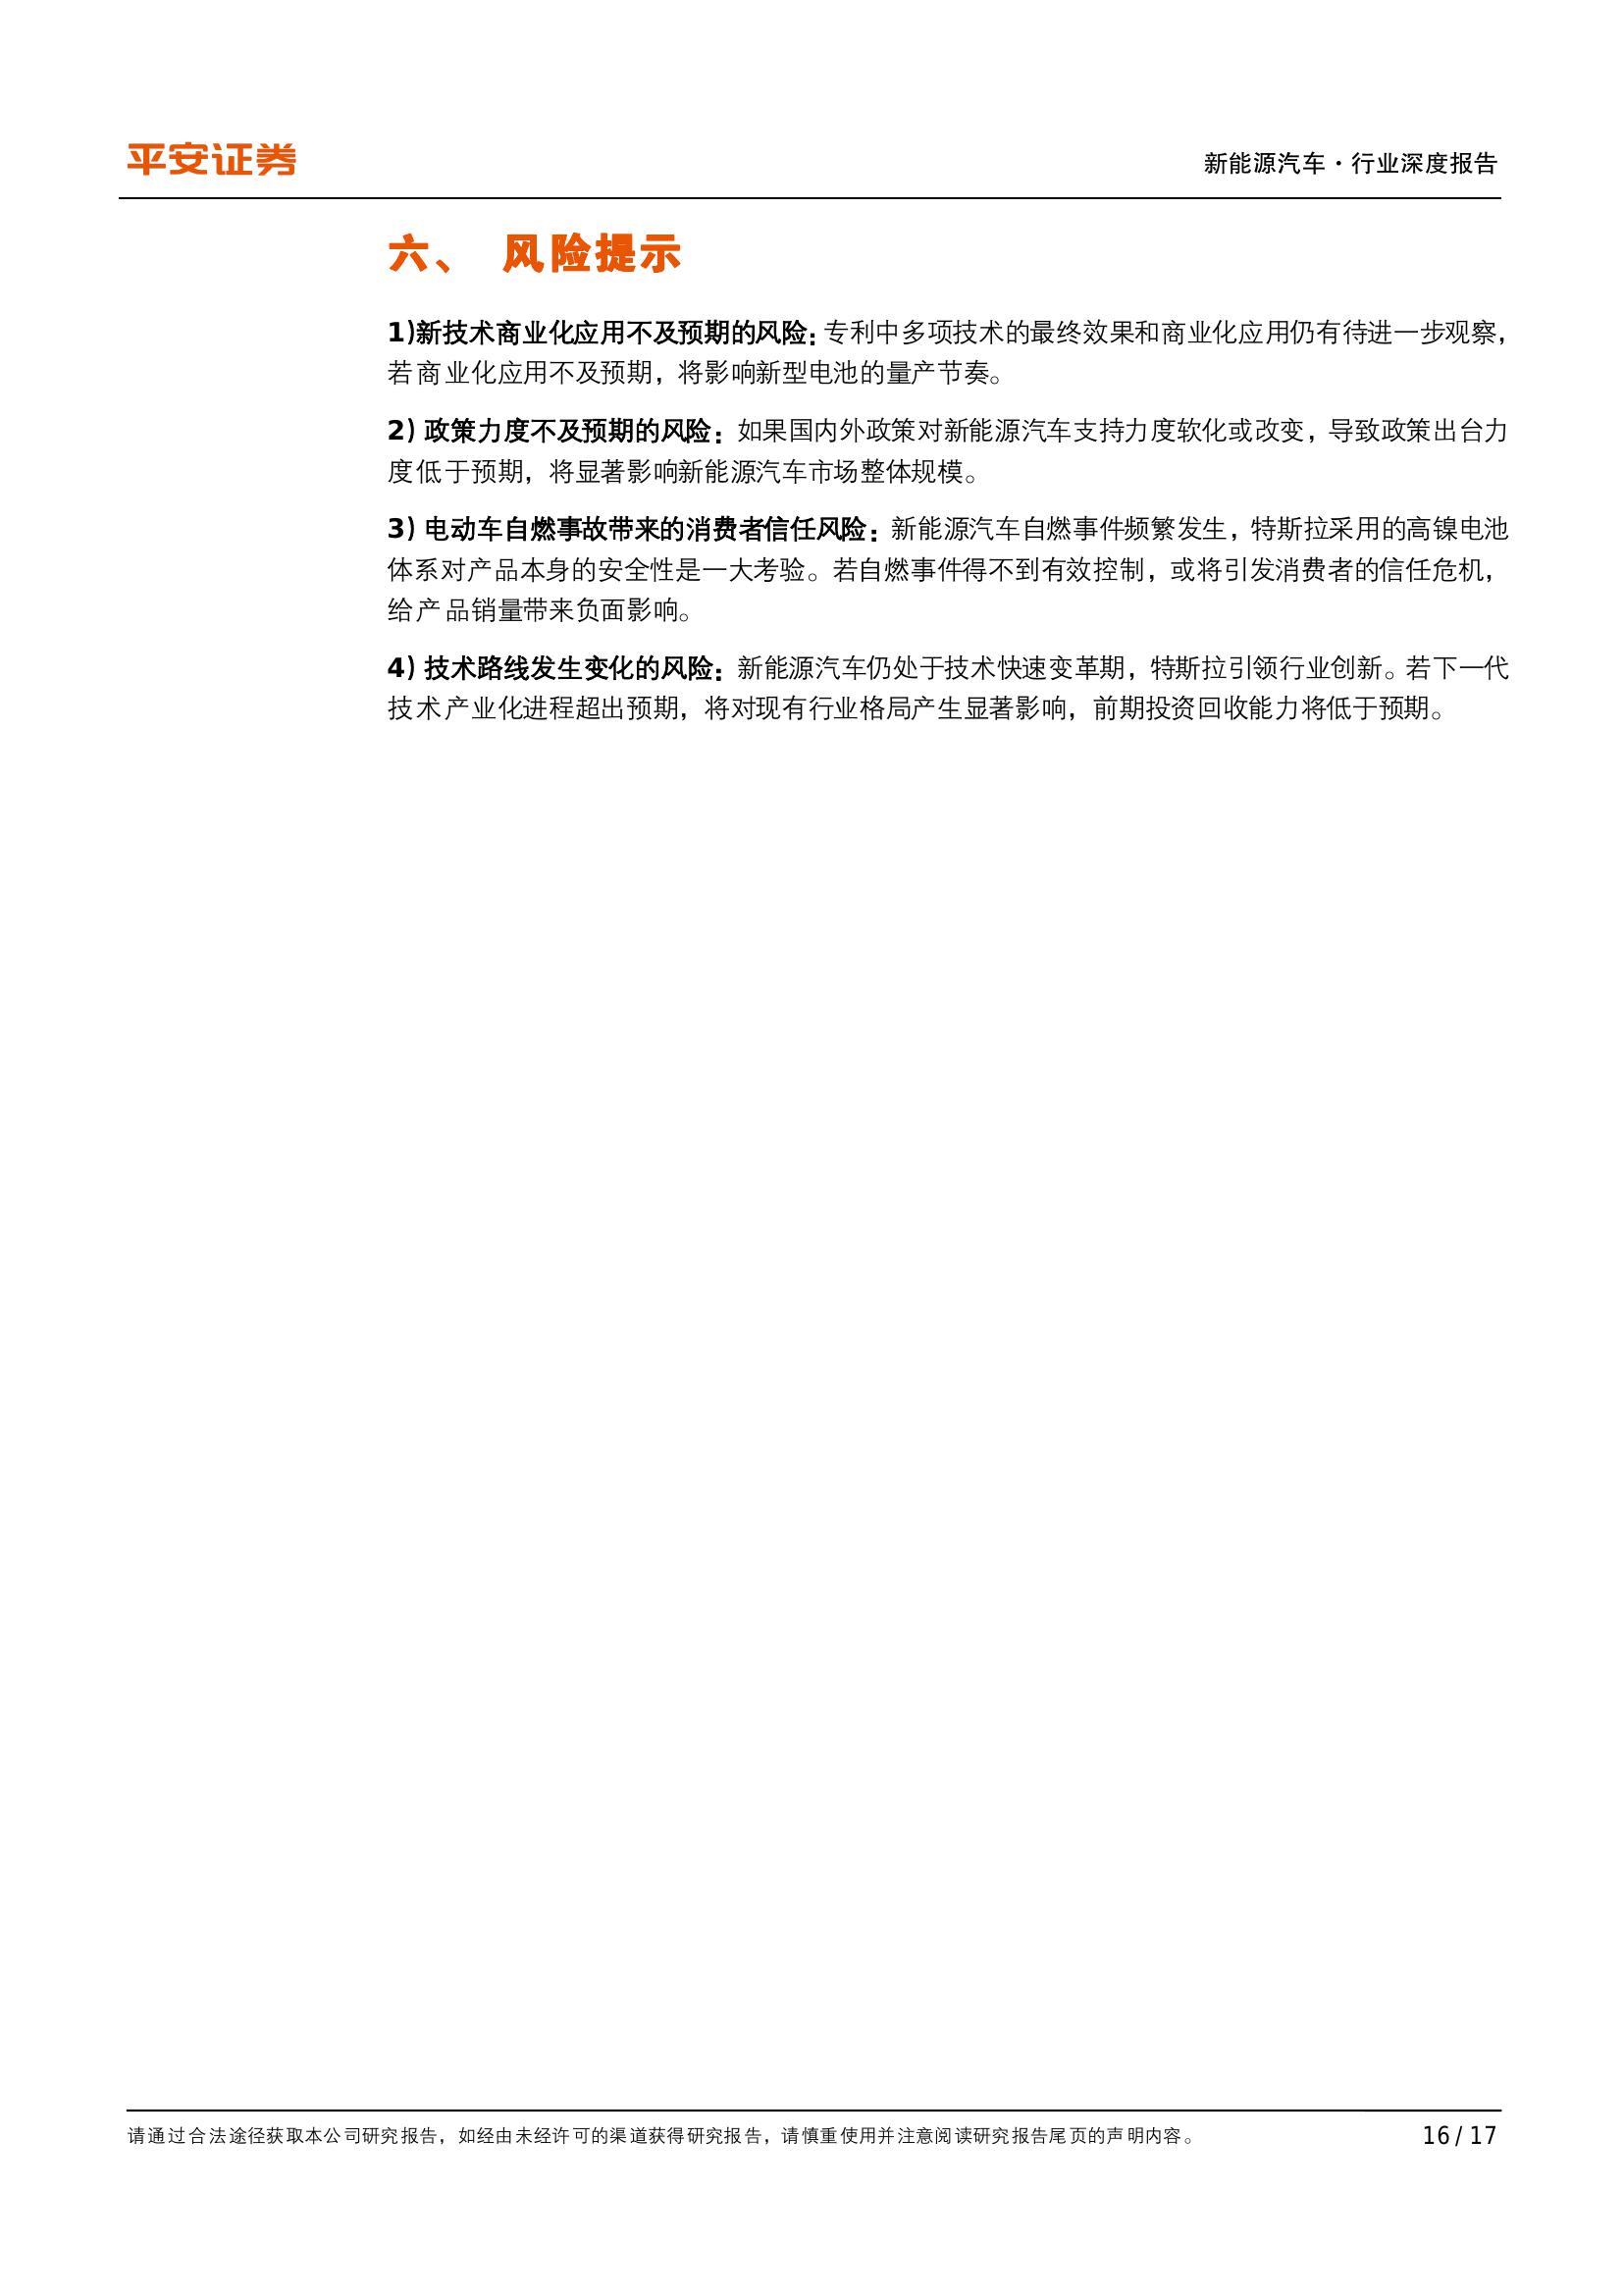 平安证券
新能源汽车·行业深度报告
六、 风险提示
1)新技术商业化应用不及预期的风险：专利中多项技术的最终效果和商业化应用仍有待进一步观察，
若商业化应用不及预期，将影响新型电池的量产节奏。
2) 政策力度不及预期的风险：如果国内外政策对新能源汽车支持力度软化或改变，导致政策出台力
度低于预期，将显著影响新能源汽车市场整体规模。
3) 电动车自燃事故带来的消费者信任风险：新能源汽车自燃事件频繁发生，特斯拉采用的高镍电池
体系对产品本身的安全性是一大考验。若自燃事件得不到有效控制，或将引发消费者的信任危机，
给产品销量带来负面影响。
4) 技术路线发生变化的风险：新能源汽车仍处于技术快速变革期，特斯拉引领行业创新。若下一代
技术产业化进程超出预期，将对现有行业格局产生显著影响，前期投资回收能力将低于预期。
请通过合法途径获取本公司研究报告，如经由未经许可的渠道获得研究报告，请慎重使用并注意阅读研究报告尾页的声明内容。
16 / 17